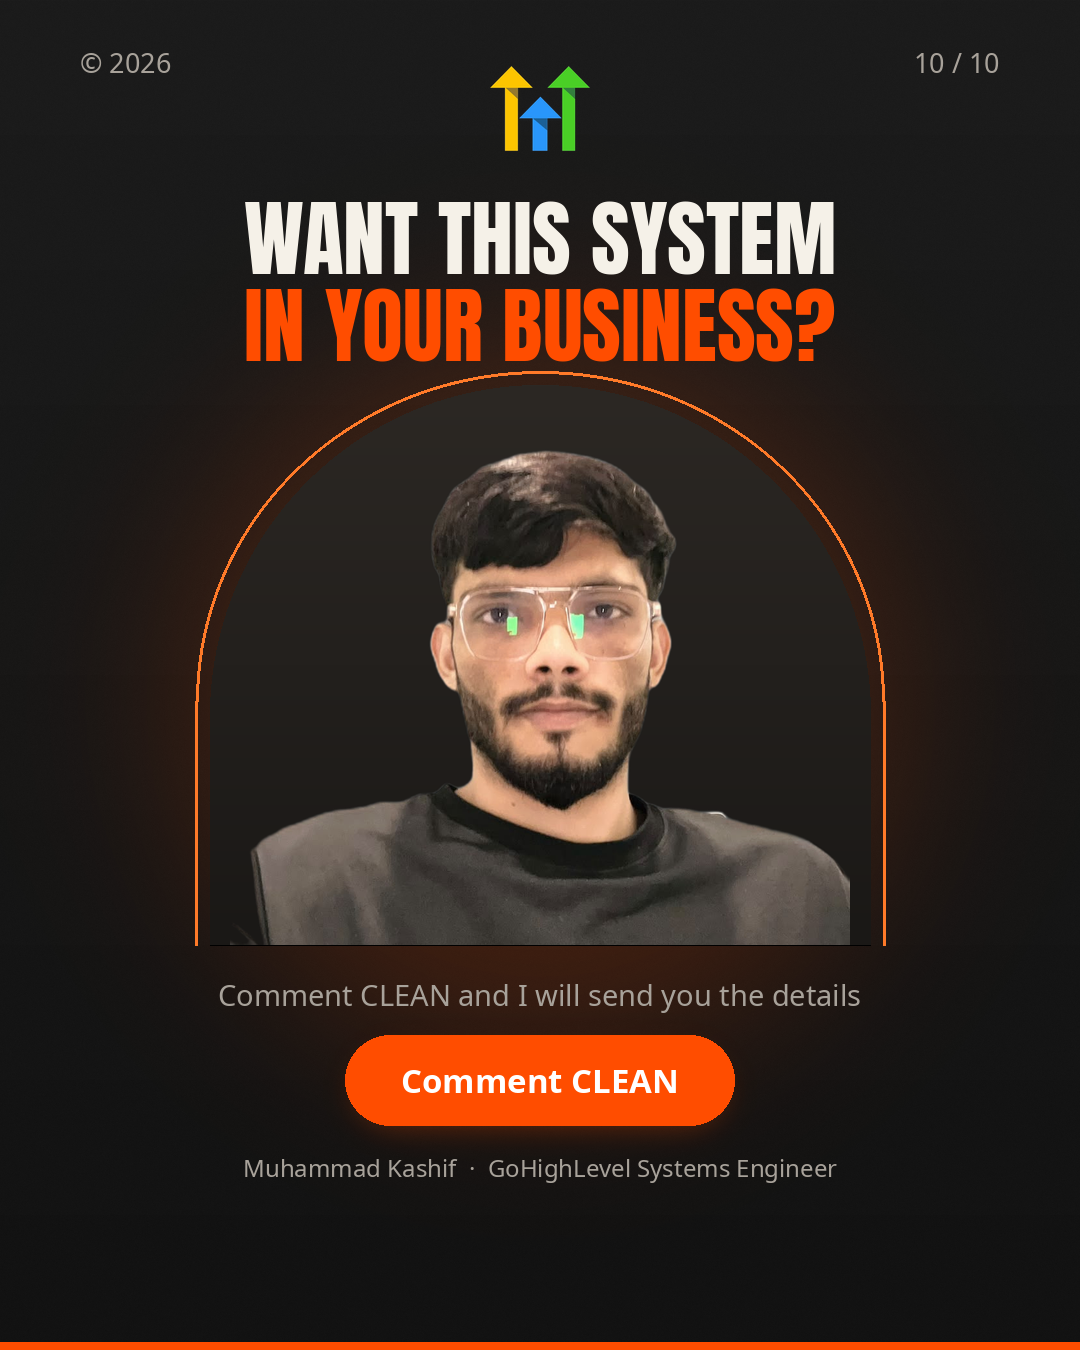 © 2026
10 / 10
WANT THIS SYSTEM
IN YOUR BUSINESS?
Comment CLEAN and I will send you the details
Comment CLEAN
Muhammad Kashif · GoHighLevel Systems Engineer